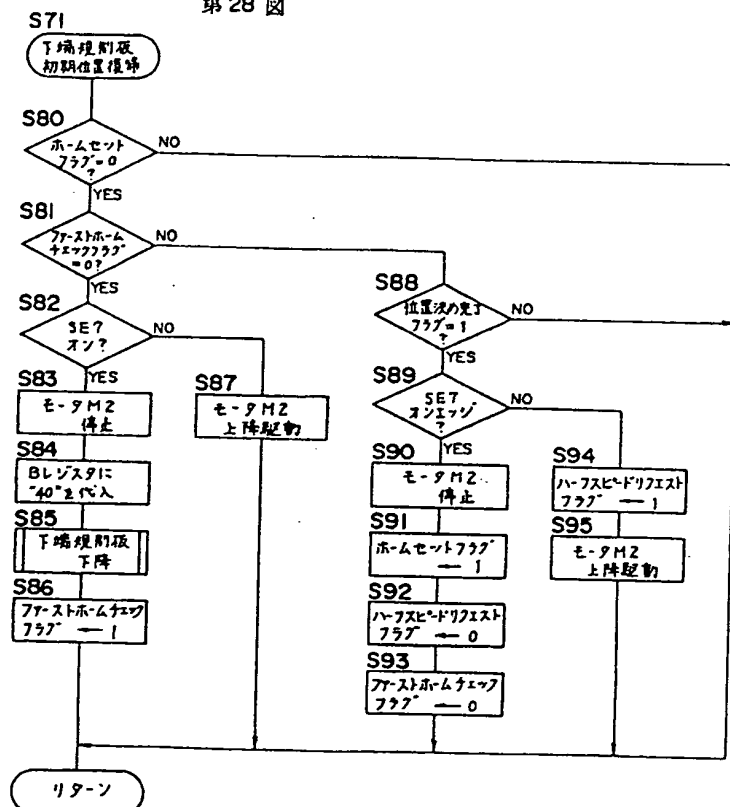 第28図
S71
下端規制板
初期位置復帰
S80
ホームセット
フラグ=0
?
NO
YES
S81
ファーストホーム
チェックフラグ
=0?
NO
YES
S82
SE7
オン?
NO
YES
S83
モータM2
停止
S84
Bレジスタに
"40"を代入
S85
下端規制板
下降
S86
ファーストホームチェック
フラグ ← 1
S87
モータM2
上昇駆動
S88
位置決め完了
フラグ=1
?
NO
YES
S89
SE7
オンエッジ
?
NO
YES
S90
モータM2
停止
S91
ホームセットフラグ
← 1
S92
ハーフスピードリクエスト
フラグ ← 0
S93
ファーストホームチェック
フラグ ← 0
S94
ハーフスピードリクエスト
フラグ ← 1
S95
モータM2
上昇駆動
リターン